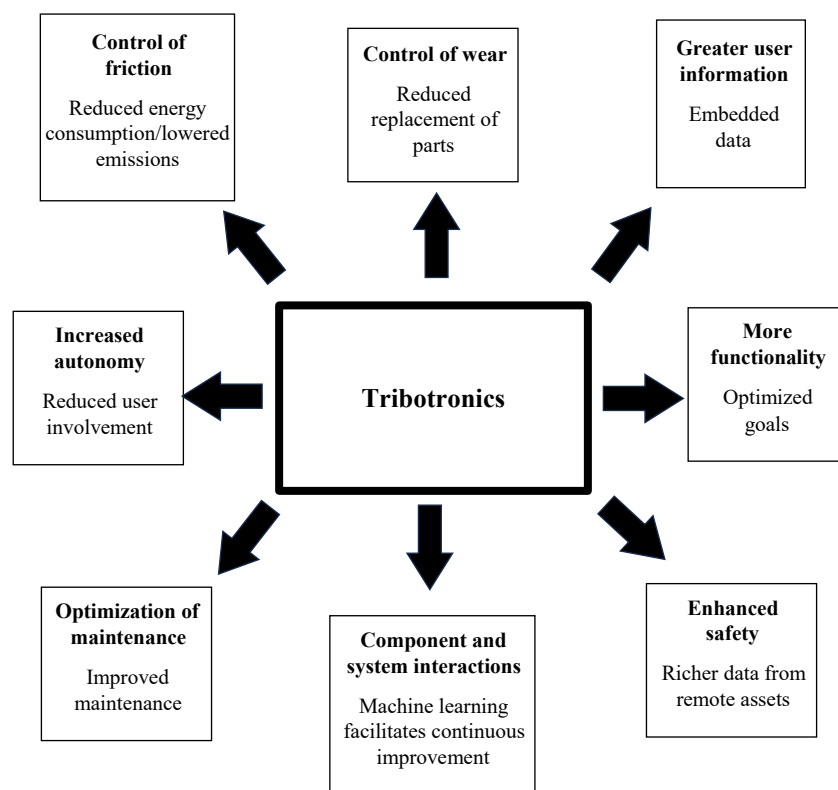 Control of
friction
Reduced energy
consumption/lowered
emissions
Control of wear
Reduced
replacement of
parts
Greater user
information
Embedded
data
Increased
autonomy
Reduced user
involvement
Tribotronics
More
functionality
Optimized
goals
Optimization of
maintenance
Improved
maintenance
Component and
system interactions
Machine learning
facilitates continuous
improvement
Enhanced
safety
Richer data from
remote assets